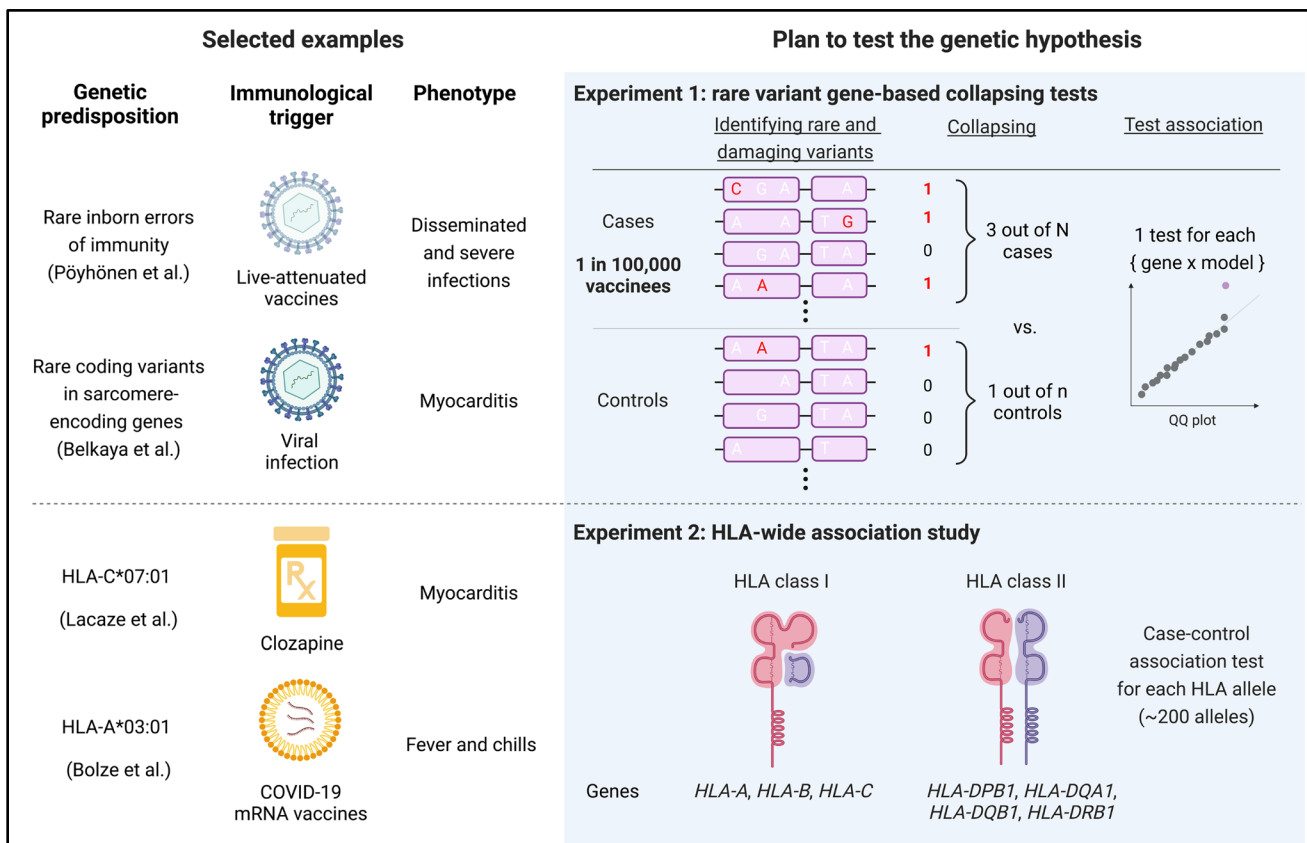 Selected examples
Plan to test the genetic hypothesis
Genetic
predisposition
Immunological
trigger
Phenotype
Rare inborn errors
of immunity
(Pöyhönen et al.)
Live-attenuated
vaccines
Disseminated
and severe
infections
Rare coding variants
in sarcomere-
encoding genes
(Belkaya et al.)
Viral
infection
Myocarditis
HLA-C*07:01
(Lacaze et al.)
Rx
Clozapine
Myocarditis
HLA-A*03:01
(Bolze et al.)
COVID-19
mRNA vaccines
Fever and chills
Experiment 1: rare variant gene-based collapsing tests
Identifying rare and
damaging variants
Collapsing
Test association
Cases
1 in 100,000
vaccinees
C G A A 1
A A T G 1
G A T A 0
A A A 1
3 out of N
cases
vs.
Controls
A A T A 1
A T A 0
G T A 0
A T 0
1 out of n
controls
1 test for each
{ gene x model }
QQ plot
Experiment 2: HLA-wide association study
HLA class I
HLA class II
Case-control
association test
for each HLA allele
(~200 alleles)
Genes
HLA-A, HLA-B, HLA-C
HLA-DPB1, HLA-DQA1,
HLA-DQB1, HLA-DRB1